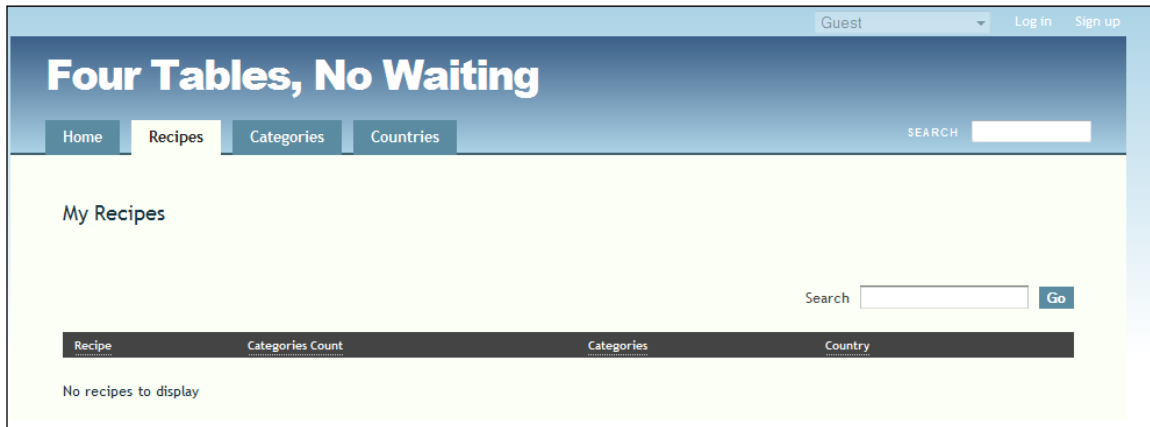 Guest Log in Sign up
Four Tables, No Waiting
Home Recipes Categories Countries SEARCH
My Recipes
Search Go
Recipe Categories Count Categories Country
No recipes to display